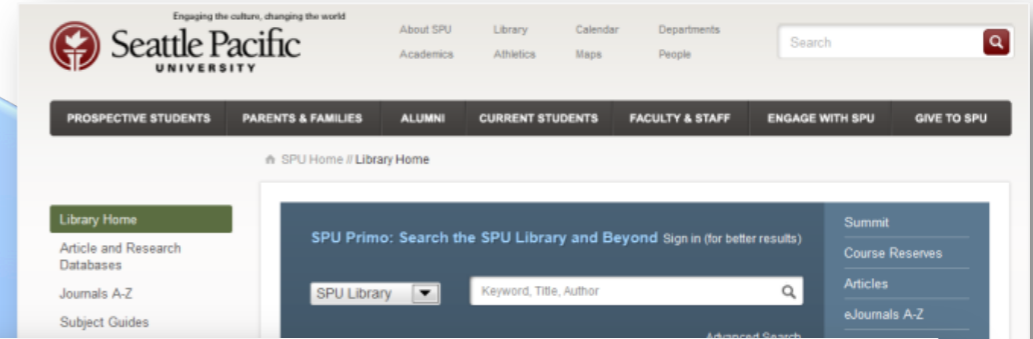 Engaging the culture, changing the world
Seattle Pacific
UNIVERSITY
About SPU Library Calendar Departments
Academics Athletics Maps People
Search
PROSPECTIVE STUDENTS PARENTS & FAMILIES ALUMNI CURRENT STUDENTS FACULTY & STAFF ENGAGE WITH SPU GIVE TO SPU
SPU Home // Library Home
Library Home
Article and Research
Databases
Journals A-Z
Subject Guides
SPU Primo: Search the SPU Library and Beyond Sign in (for better results)
SPU Library
Keyword, Title, Author
Advanced Search
Summit
Course Reserves
Articles
eJournals A-Z